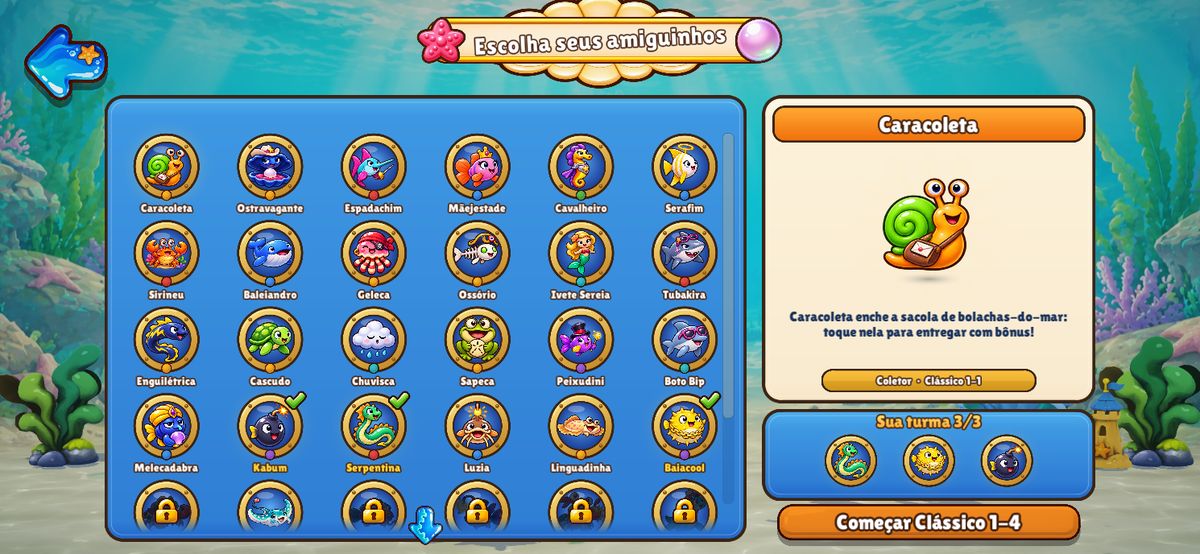 Escolha seus amiguinhos
Caracoleta
Ostravagante
Espadachim
Mãejestade
Cavalheiro
Serafim
Sirineu
Baleiandro
Geleca
Ossório
Ivete Sereia
Tubakira
Enguilétrica
Cascudo
Chuvisca
Sapeca
Peixudini
Boto Bip
Melecadabra
Kabum
Serpentina
Luzia
Linguadinha
Baiacool
Caracoleta
Caracoleta enche a sacola de bolachas-do-mar:
toque nela para entregar com bônus!
Coletor · Clássico 1-1
Sua turma 3/3
Começar Clássico 1-4